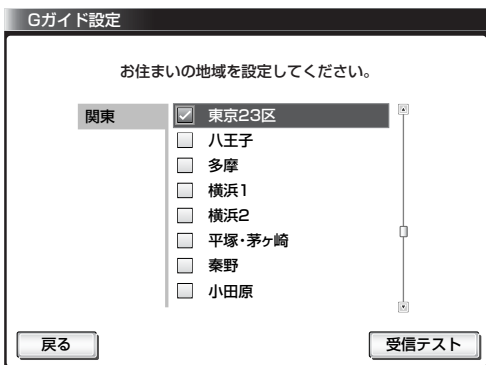 Gガイド設定
お住まいの地域を設定してください。
関東
東京23区
八王子
多摩
横浜1
横浜2
平塚・茅ヶ崎
秦野
小田原
戻る
受信テスト